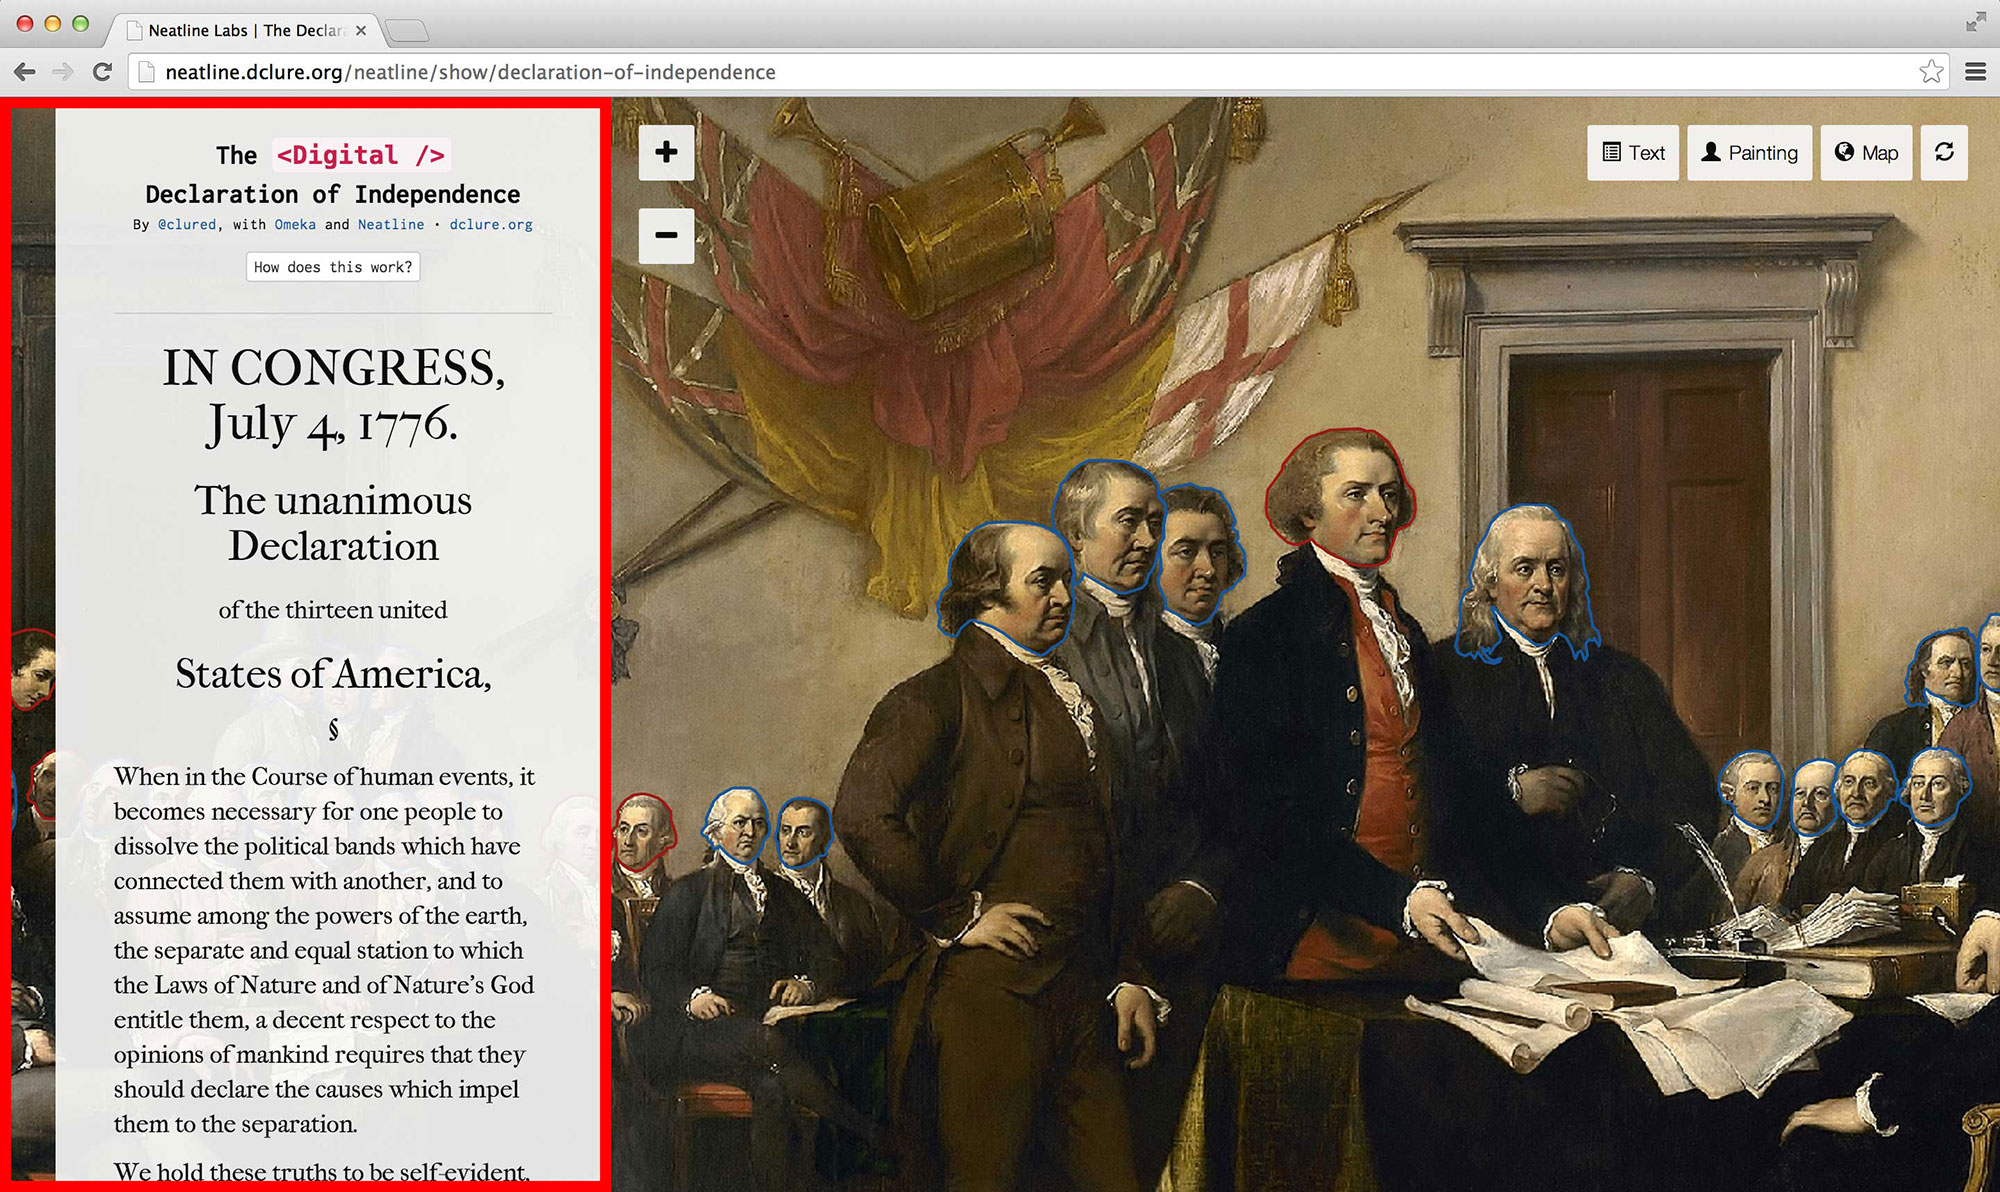 Neatline Labs | The Declar
neatline.dclure.org/neatline/show/declaration-of-independence
The <Digital />
Declaration of Independence
By @clured, with Omeka and Neatline · dclure.org
How does this work?
IN CONGRESS,
July 4, 1776.
The unanimous
Declaration
of the thirteen united
States of America,
§
When in the Course of human events, it
becomes necessary for one people to
dissolve the political bands which have
connected them with another, and to
assume among the powers of the earth,
the separate and equal station to which
the Laws of Nature and of Nature's God
entitle them, a decent respect to the
opinions of mankind requires that they
should declare the causes which impel
them to the separation.
We hold these truths to be self-evident,
Text
Painting
Map